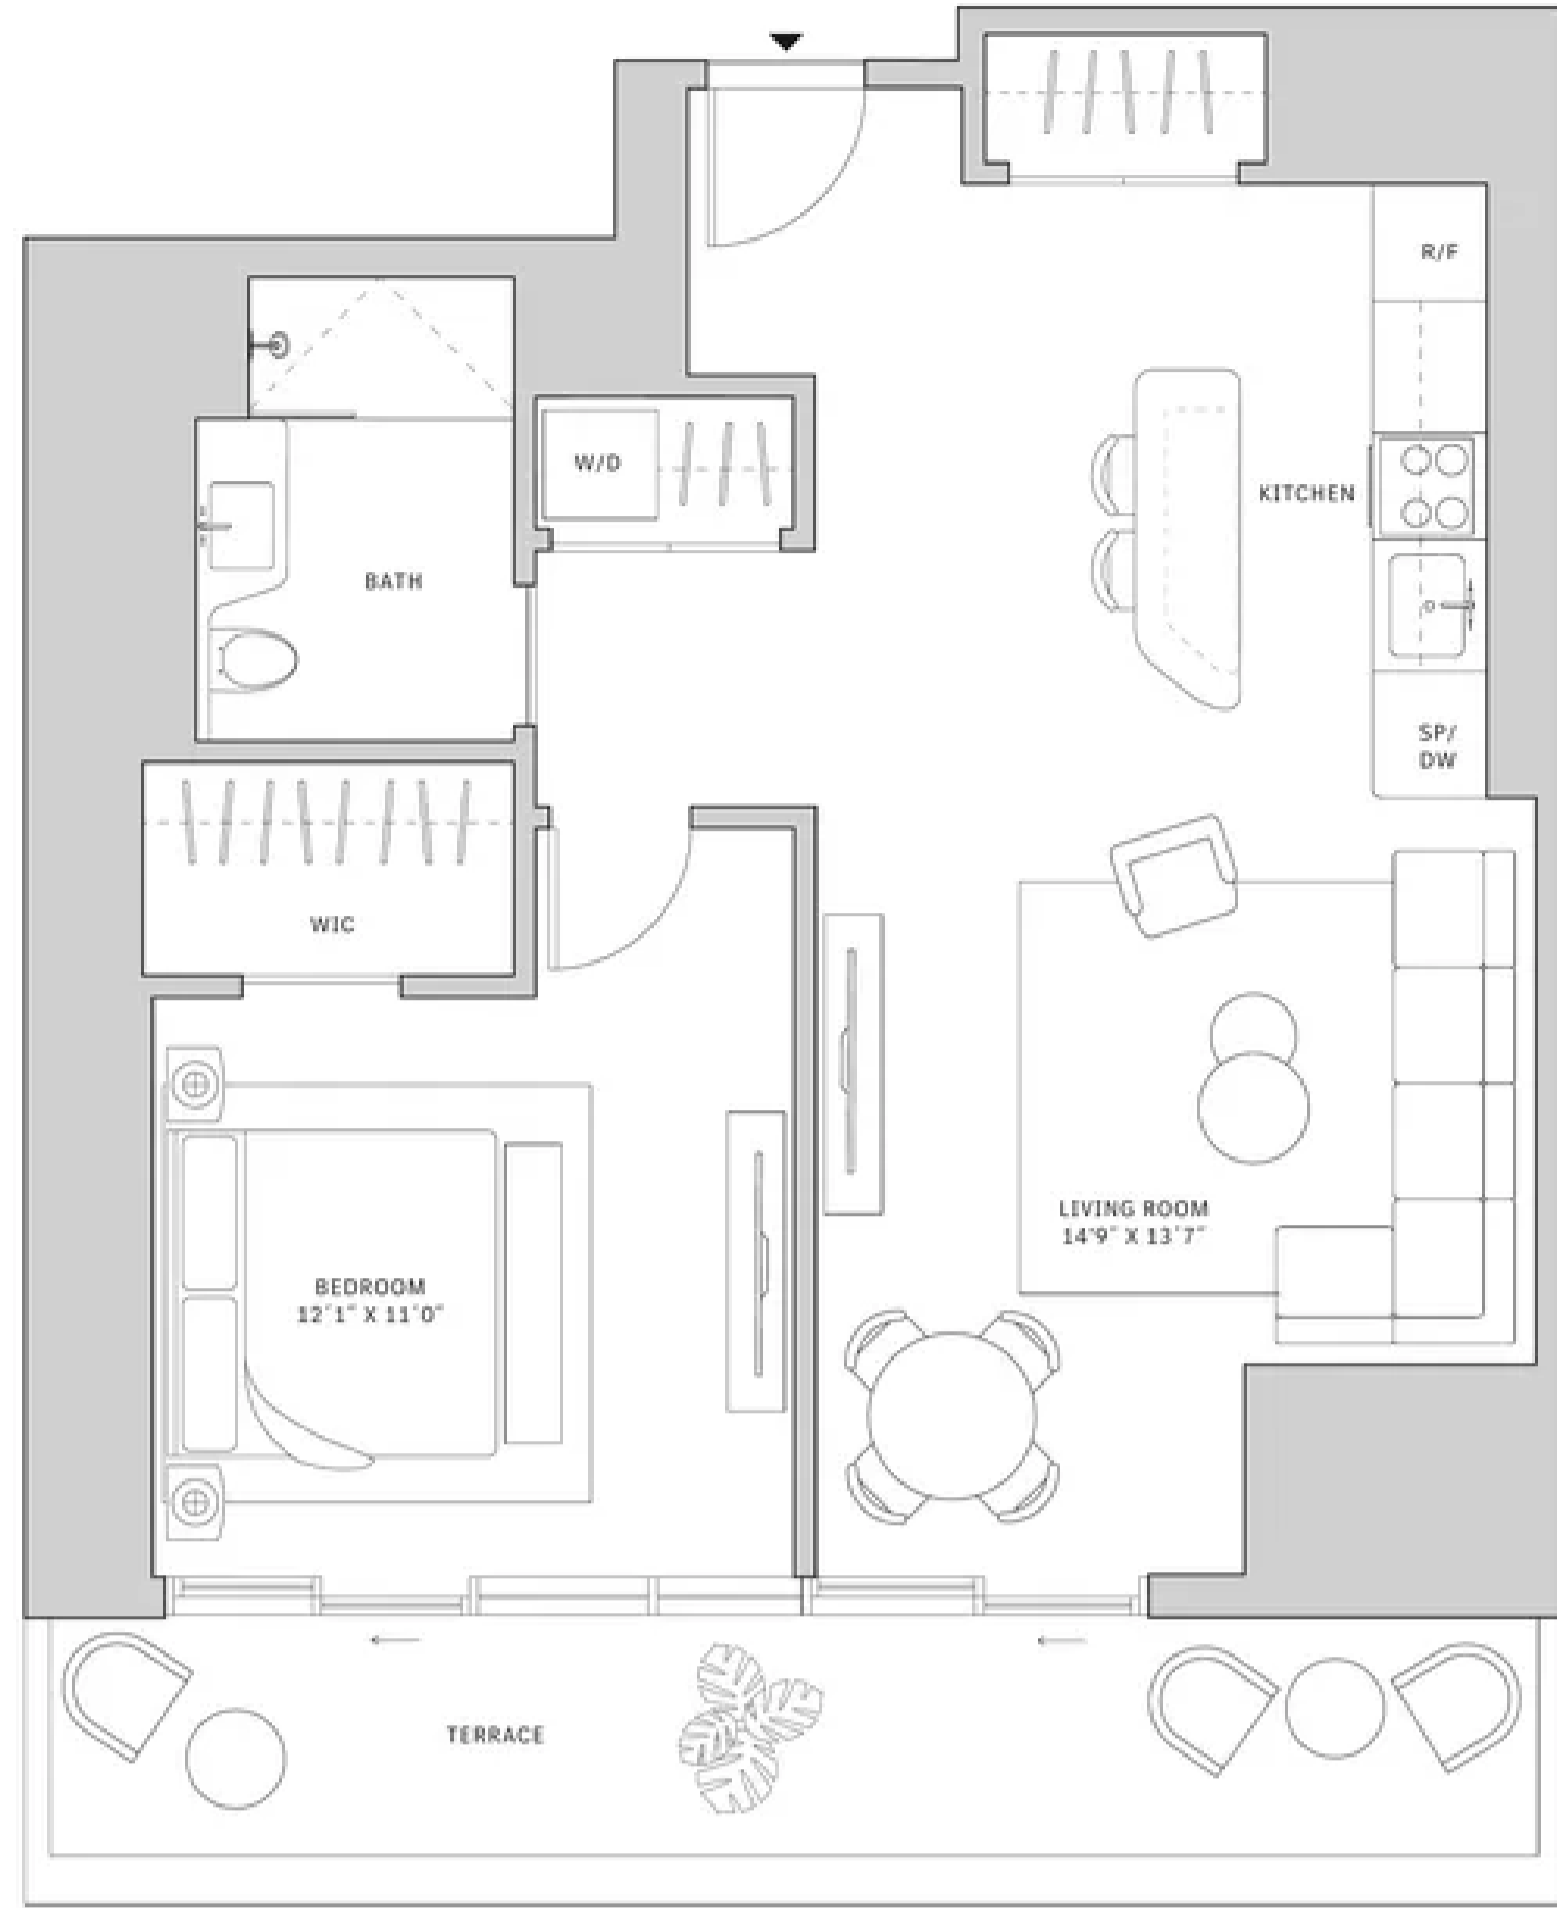 R/F
W/D
KITCHEN
BATH
SP/
DW
WIC
LIVING ROOM
14'9" X 13'7"
BEDROOM
12'1" X 11'0"
TERRACE